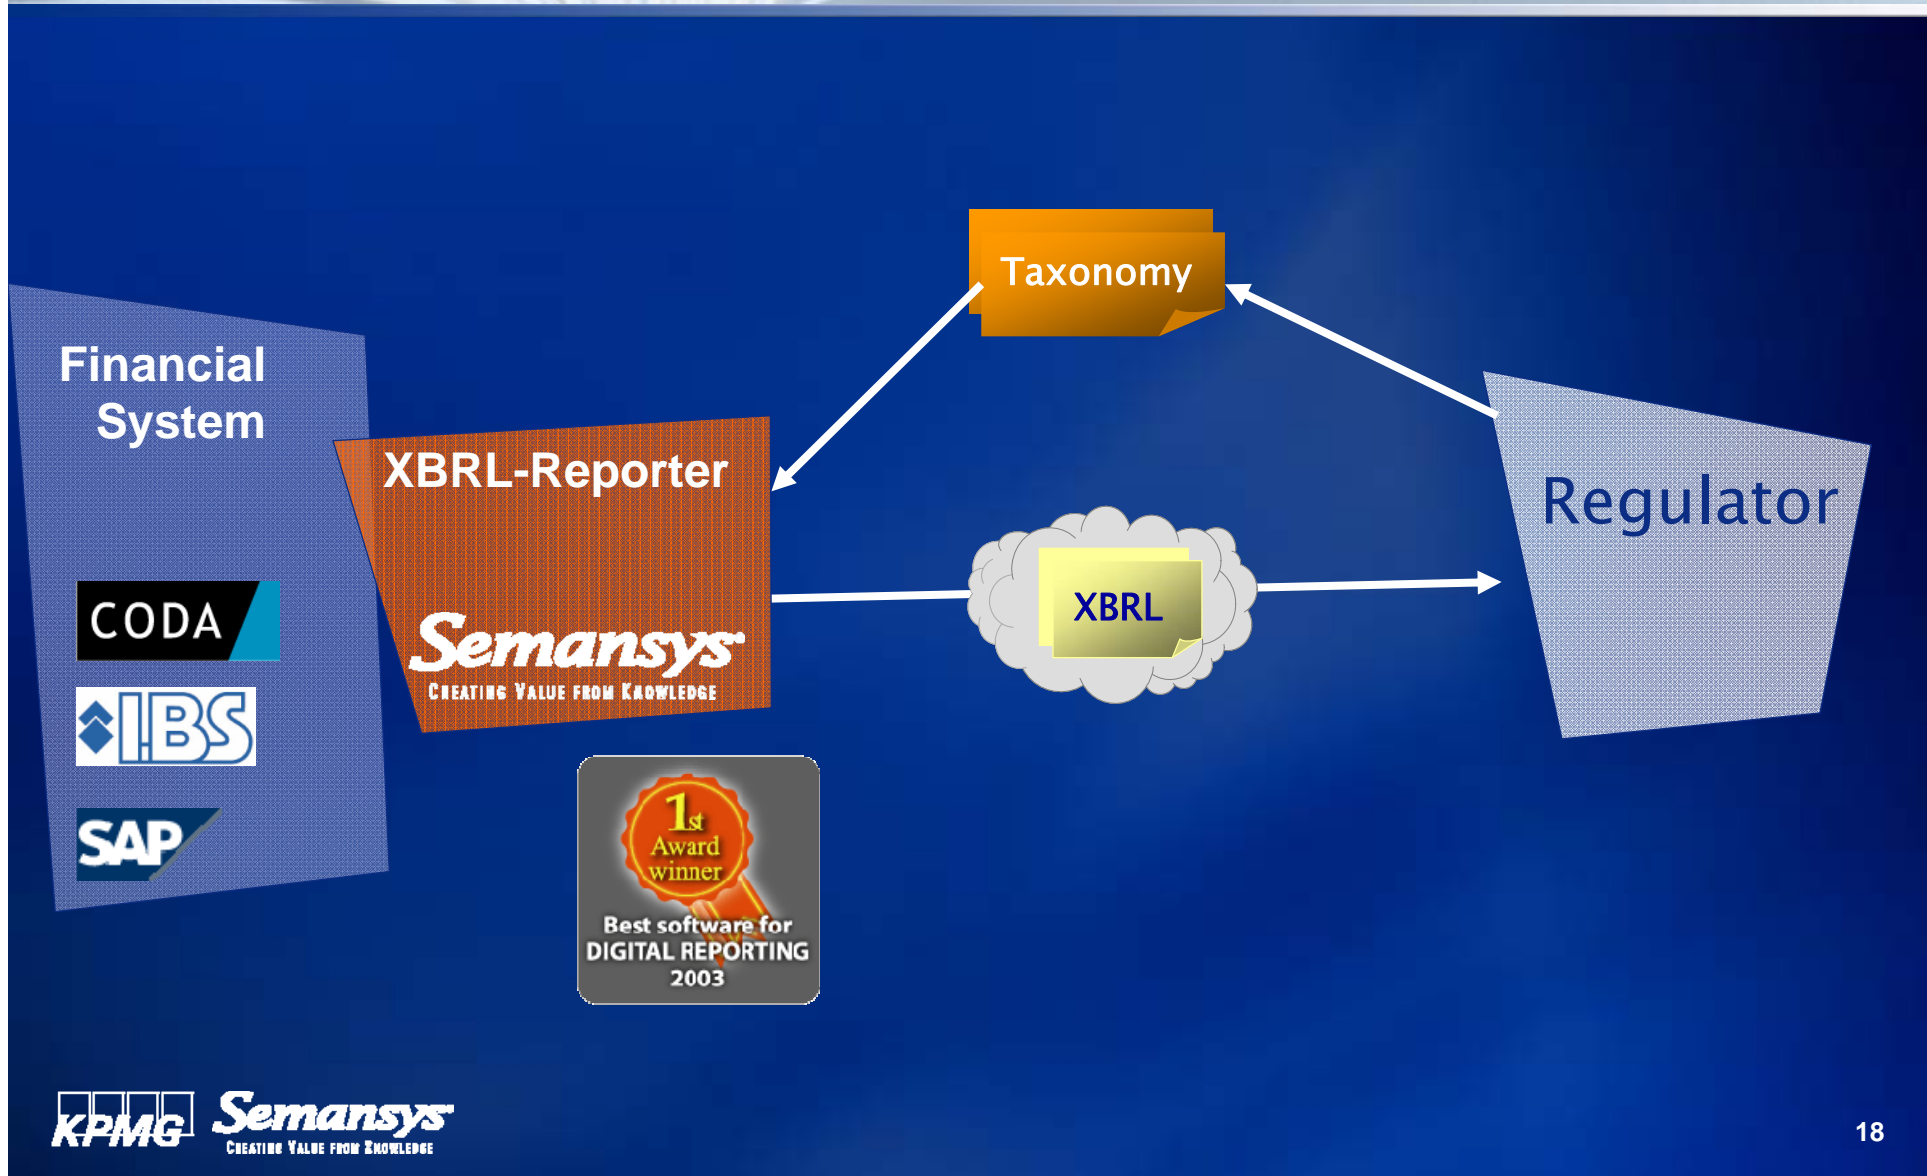 Taxonomy
Financial
System
XBRL-Reporter
Regulator
CODA
XBRL
Semansys
CREATING VALUE FROM KNOWLEDGE
IBS
SAP
1st
Award
winner
Best software for
DIGITAL REPORTING
2003
KPMG Semansys
CREATING VALUE FROM KNOWLEDGE
18